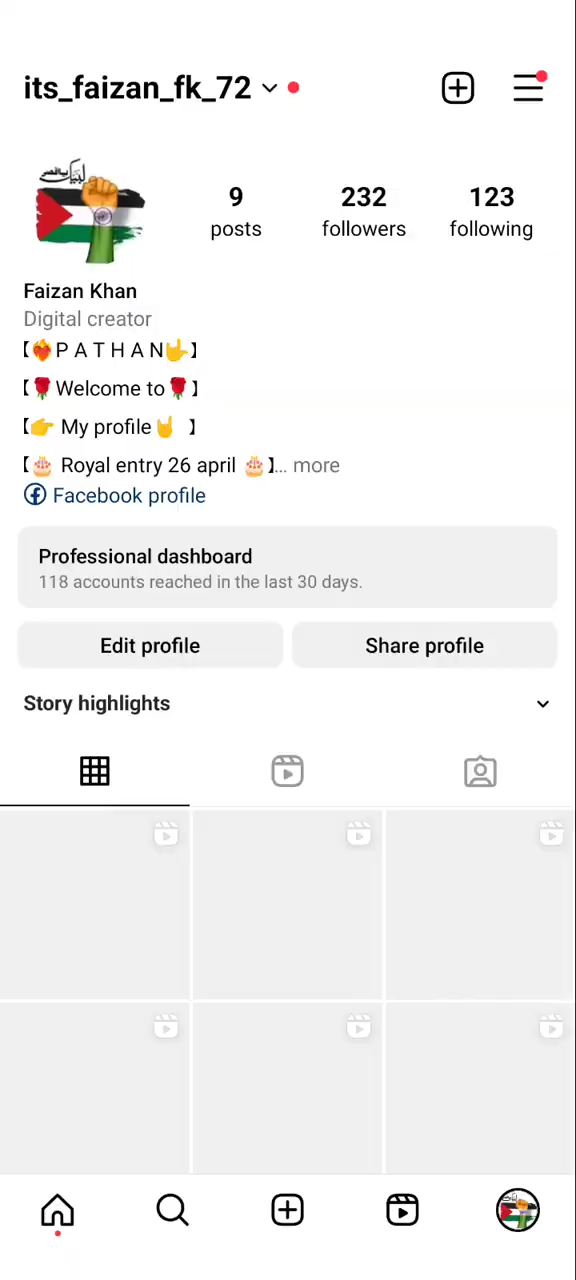 its_faizan_fk_72
9
posts
232
followers
123
following
Faizan Khan
Digital creator
【❤️‍🔥P A T H A N🤟】
【🌹Welcome to🌹】
【👉 My profile🤘 】
【🎂 Royal entry 26 april 🎂】... more
Facebook profile
Professional dashboard
118 accounts reached in the last 30 days.
Edit profile
Share profile
Story highlights